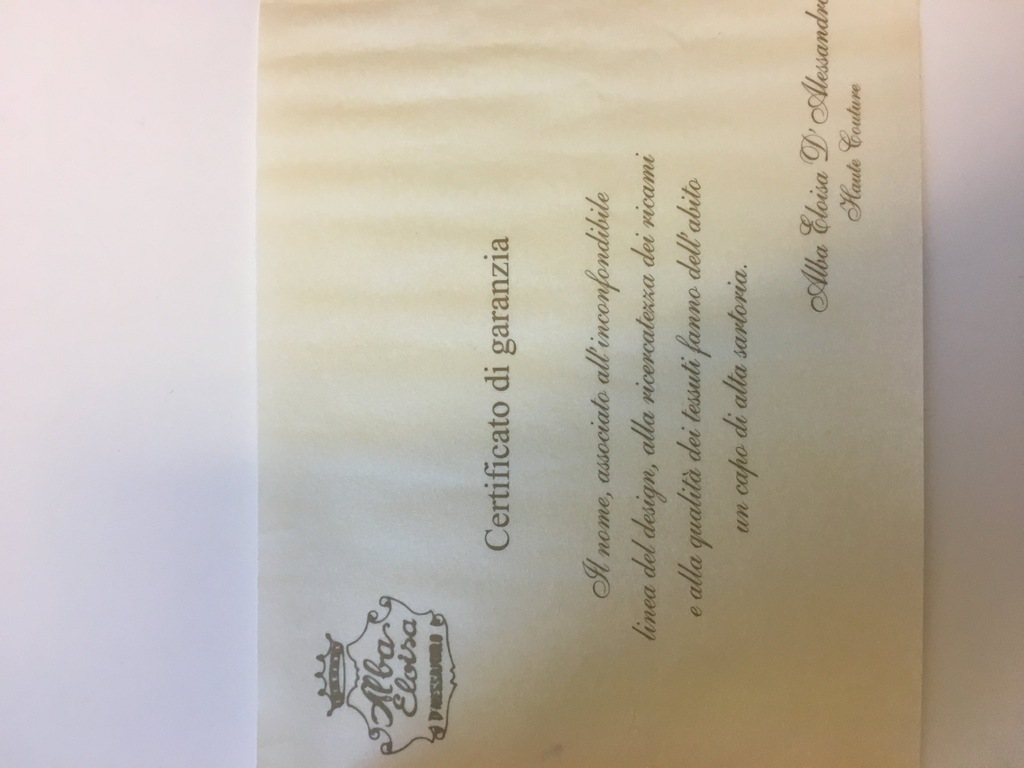 Alba
Eloisa
D'ALESSANDRO
Certificato di garanzia
Il nome, associato all'inconfondibile
linea del design, alla ricercatezza dei ricami
e alla qualità dei tessuti fanno dell'abito
un capo di alta sartoria.
Alba Eloisa D'Alessandro
Haute Couture